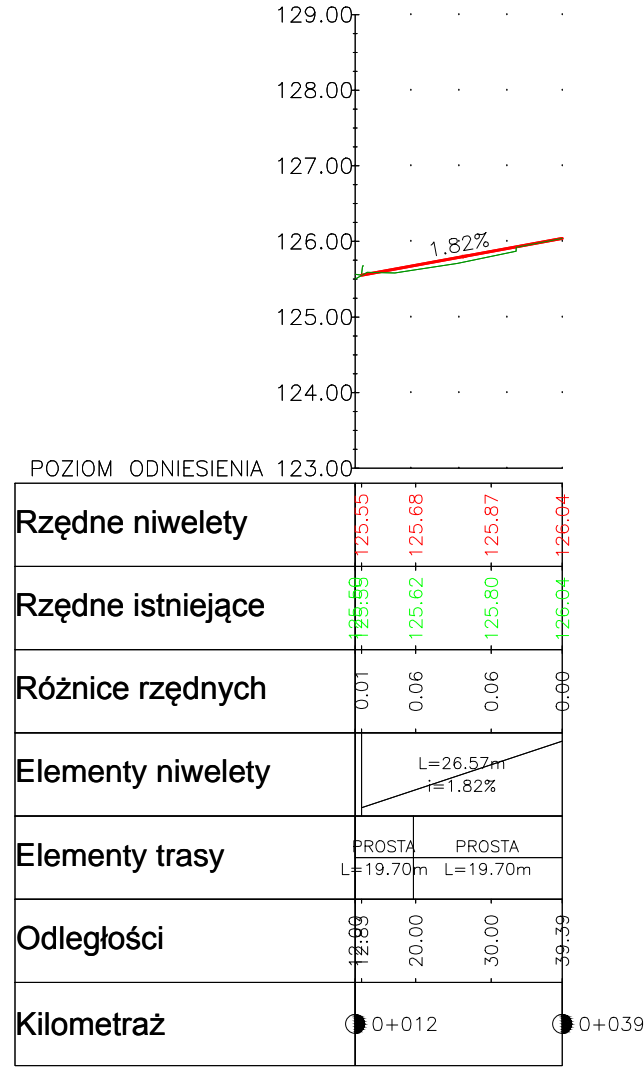 129.00
128.00
127.00
126.00
125.00
124.00
POZIOM ODNIESIENIA 123.00
1.82%
Rzędne niwelety 125.55 125.68 125.87 126.04
Rzędne istniejące 125.62 125.80 126.04
Różnice rzędnych 0.01 0.06 0.06 0.00
Elementy niwelety
L=26.57m
i=1.82%
Elementy trasy
PROSTA PROSTA
L=19.70m L=19.70m
Odległości 20.00 30.00 39.39
Kilometraż 0+012 0+039